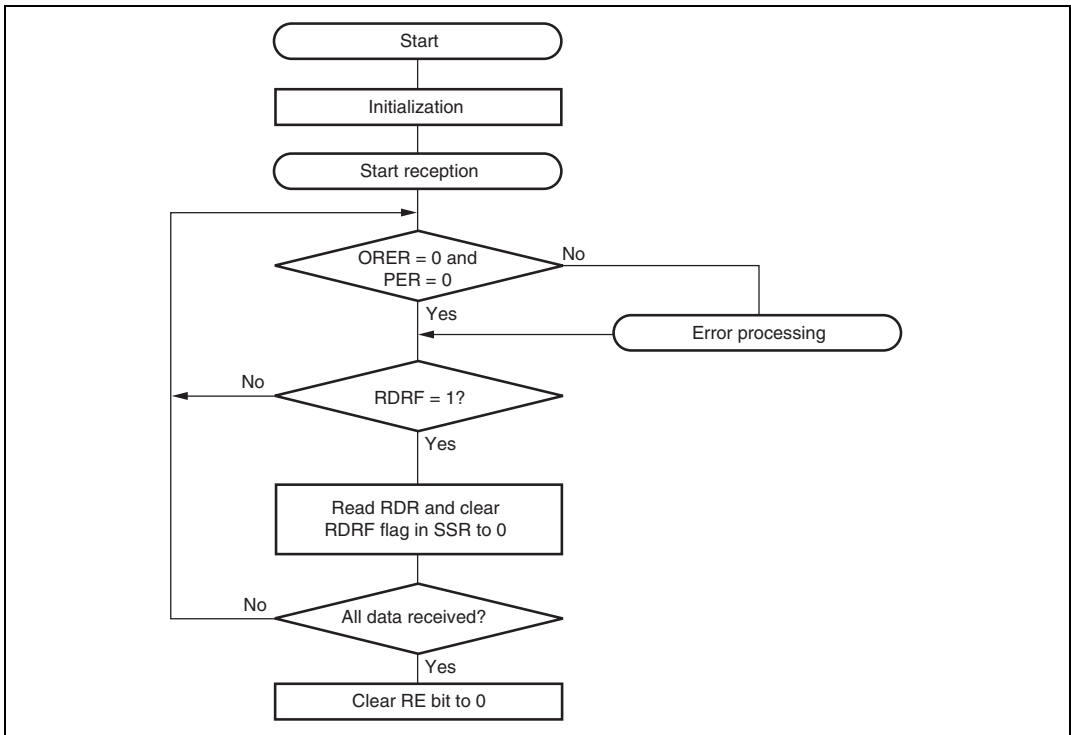 Start
Initialization
Start reception
ORER = 0 and
PER = 0
No
Yes
Error processing
No
RDRF = 1?
Yes
Read RDR and clear
RDRF flag in SSR to 0
No
All data received?
Yes
Clear RE bit to 0